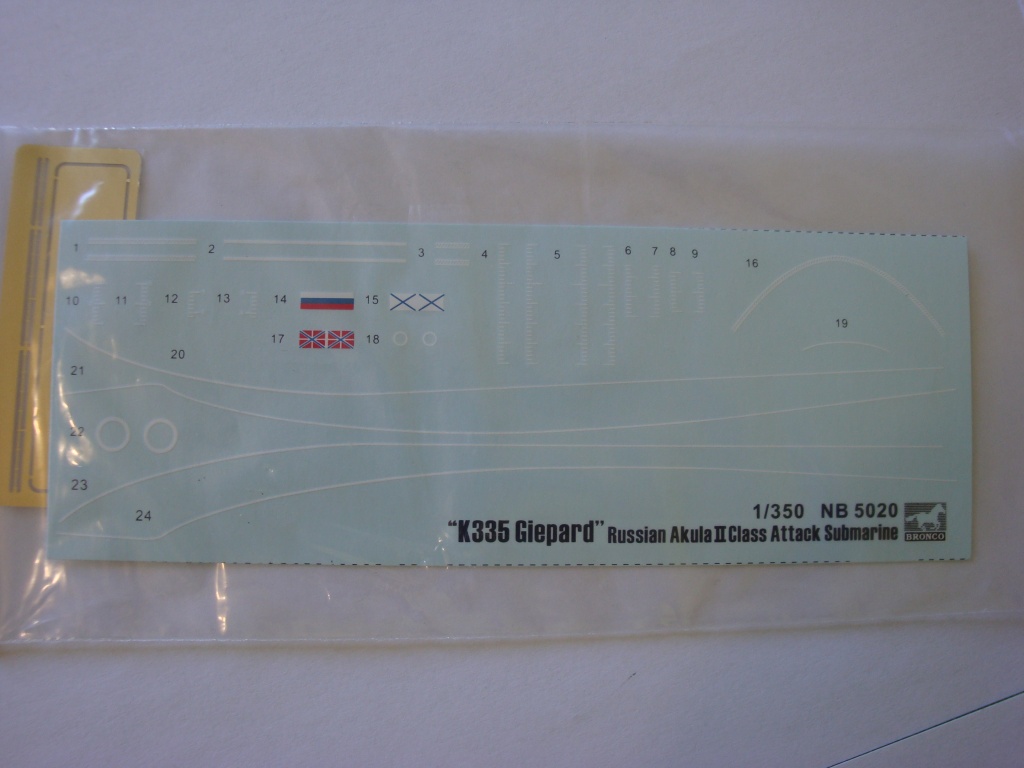 1 2 3 4 5 6 7 8 9 16
10 11 12 13 14 15
19
17 18
20
21
22
23
24
1/350 NB 5020
"K335 Giepard" Russian Akula II Class Attack Submarine
BRONCO